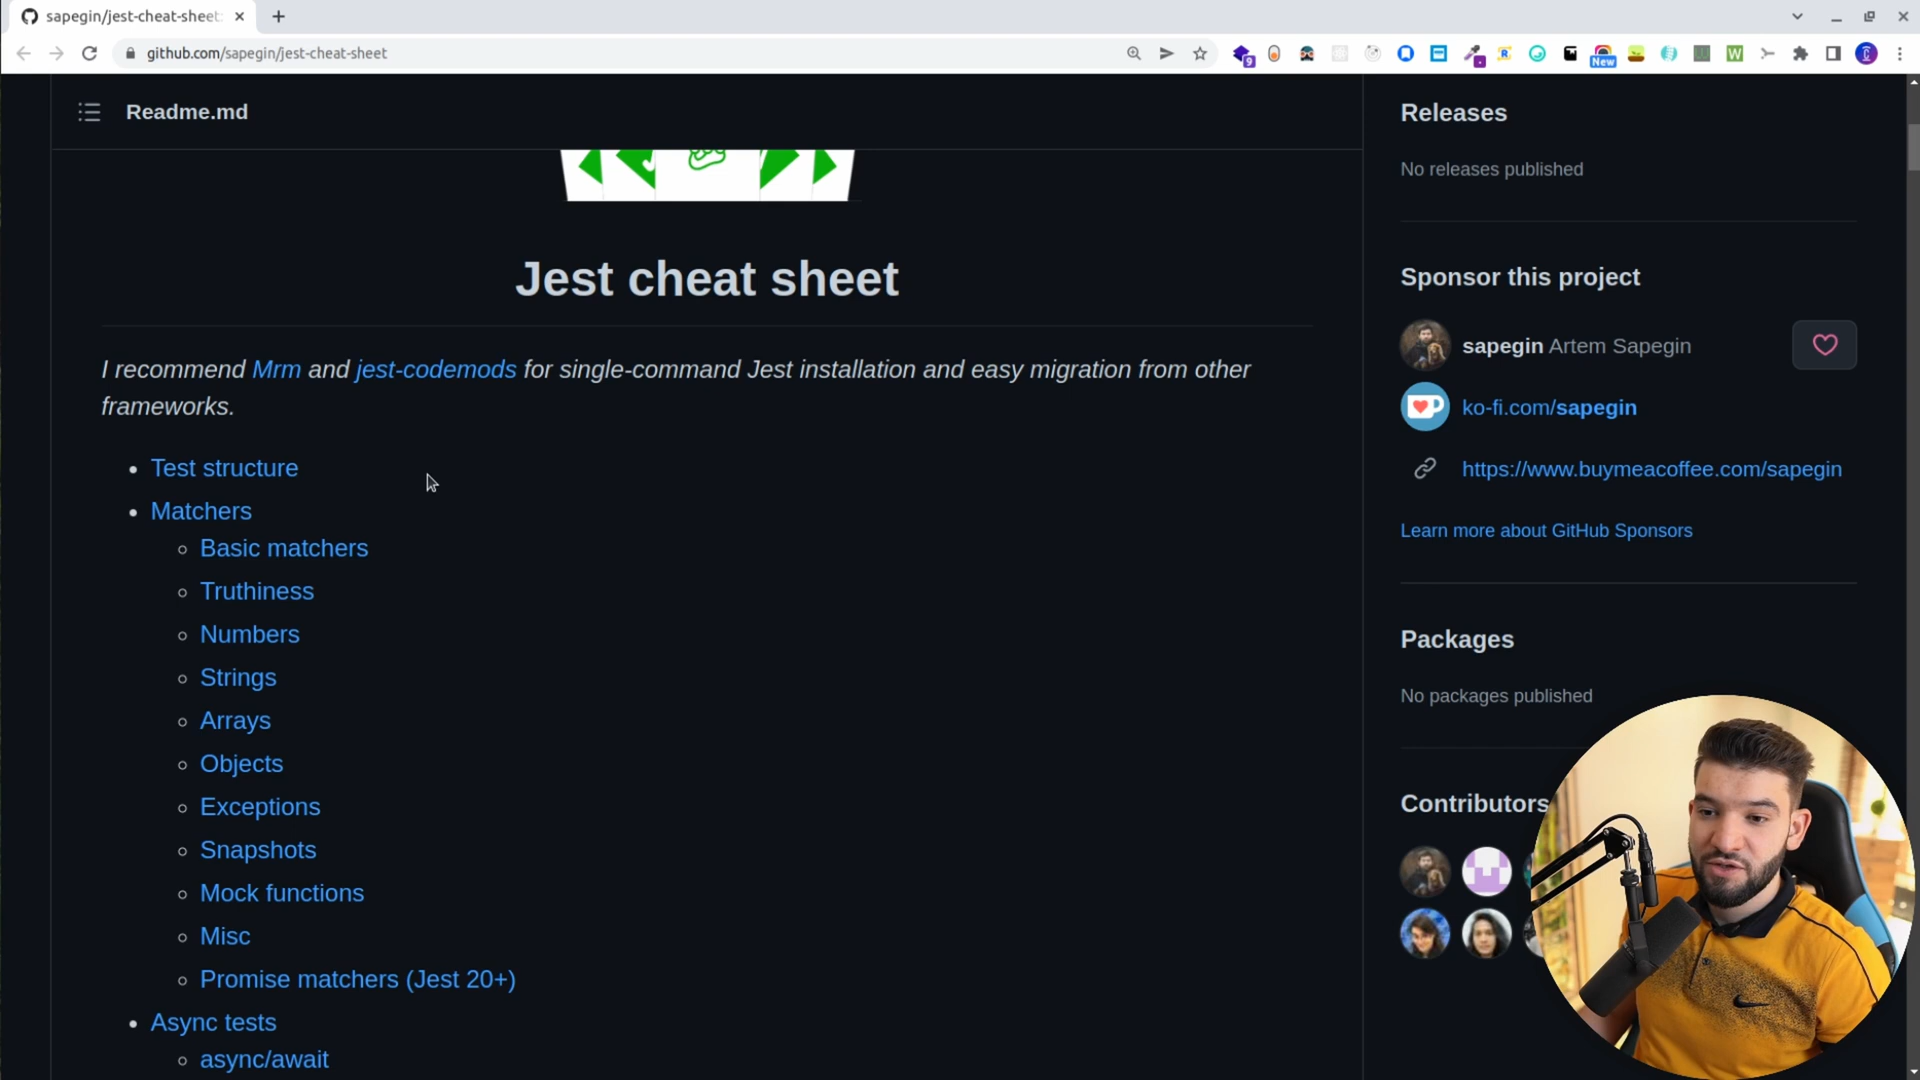 sapegin/jest-cheat-sheet:
github.com/sapegin/jest-cheat-sheet
9
New
W
Readme.md
Jest cheat sheet
I recommend Mrm and jest-codemods for single-command Jest installation and easy migration from other
frameworks.
Test structure
Matchers
Basic matchers
Truthiness
Numbers
Strings
Arrays
Objects
Exceptions
Snapshots
Mock functions
Misc
Promise matchers (Jest 20+)
Async tests
async/await
Releases
No releases published
Sponsor this project
sapegin Artem Sapegin
ko-fi.com/sapegin
https://www.buymeacoffee.com/sapegin
Learn more about GitHub Sponsors
Packages
No packages published
Contributors